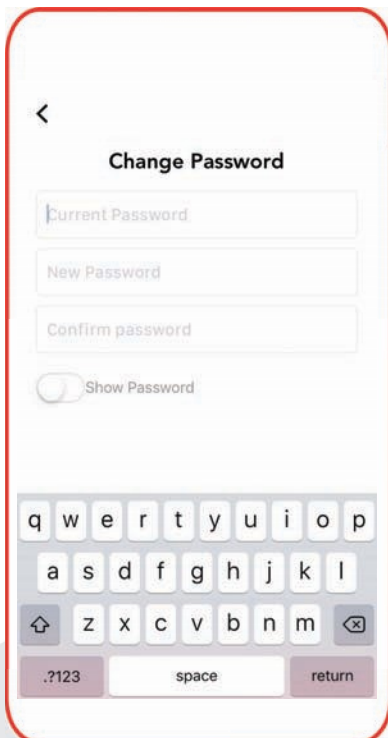 Change Password
Current Password
New Password
Confirm password
Show Password
q w e r t y u i o p
a s d f g h j k l
z x c v b n m
.?123 space return